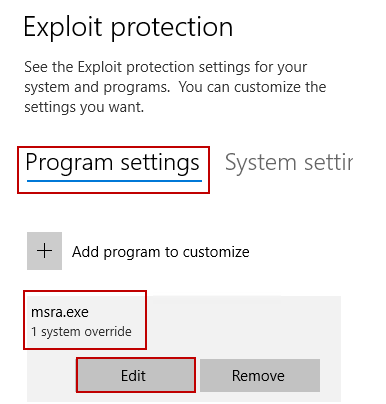 Exploit protection
See the Exploit protection settings for your
system and programs.  You can customize the
settings you want.
Program settings
System settin
Add program to customize
msra.exe
1 system override
Edit
Remove